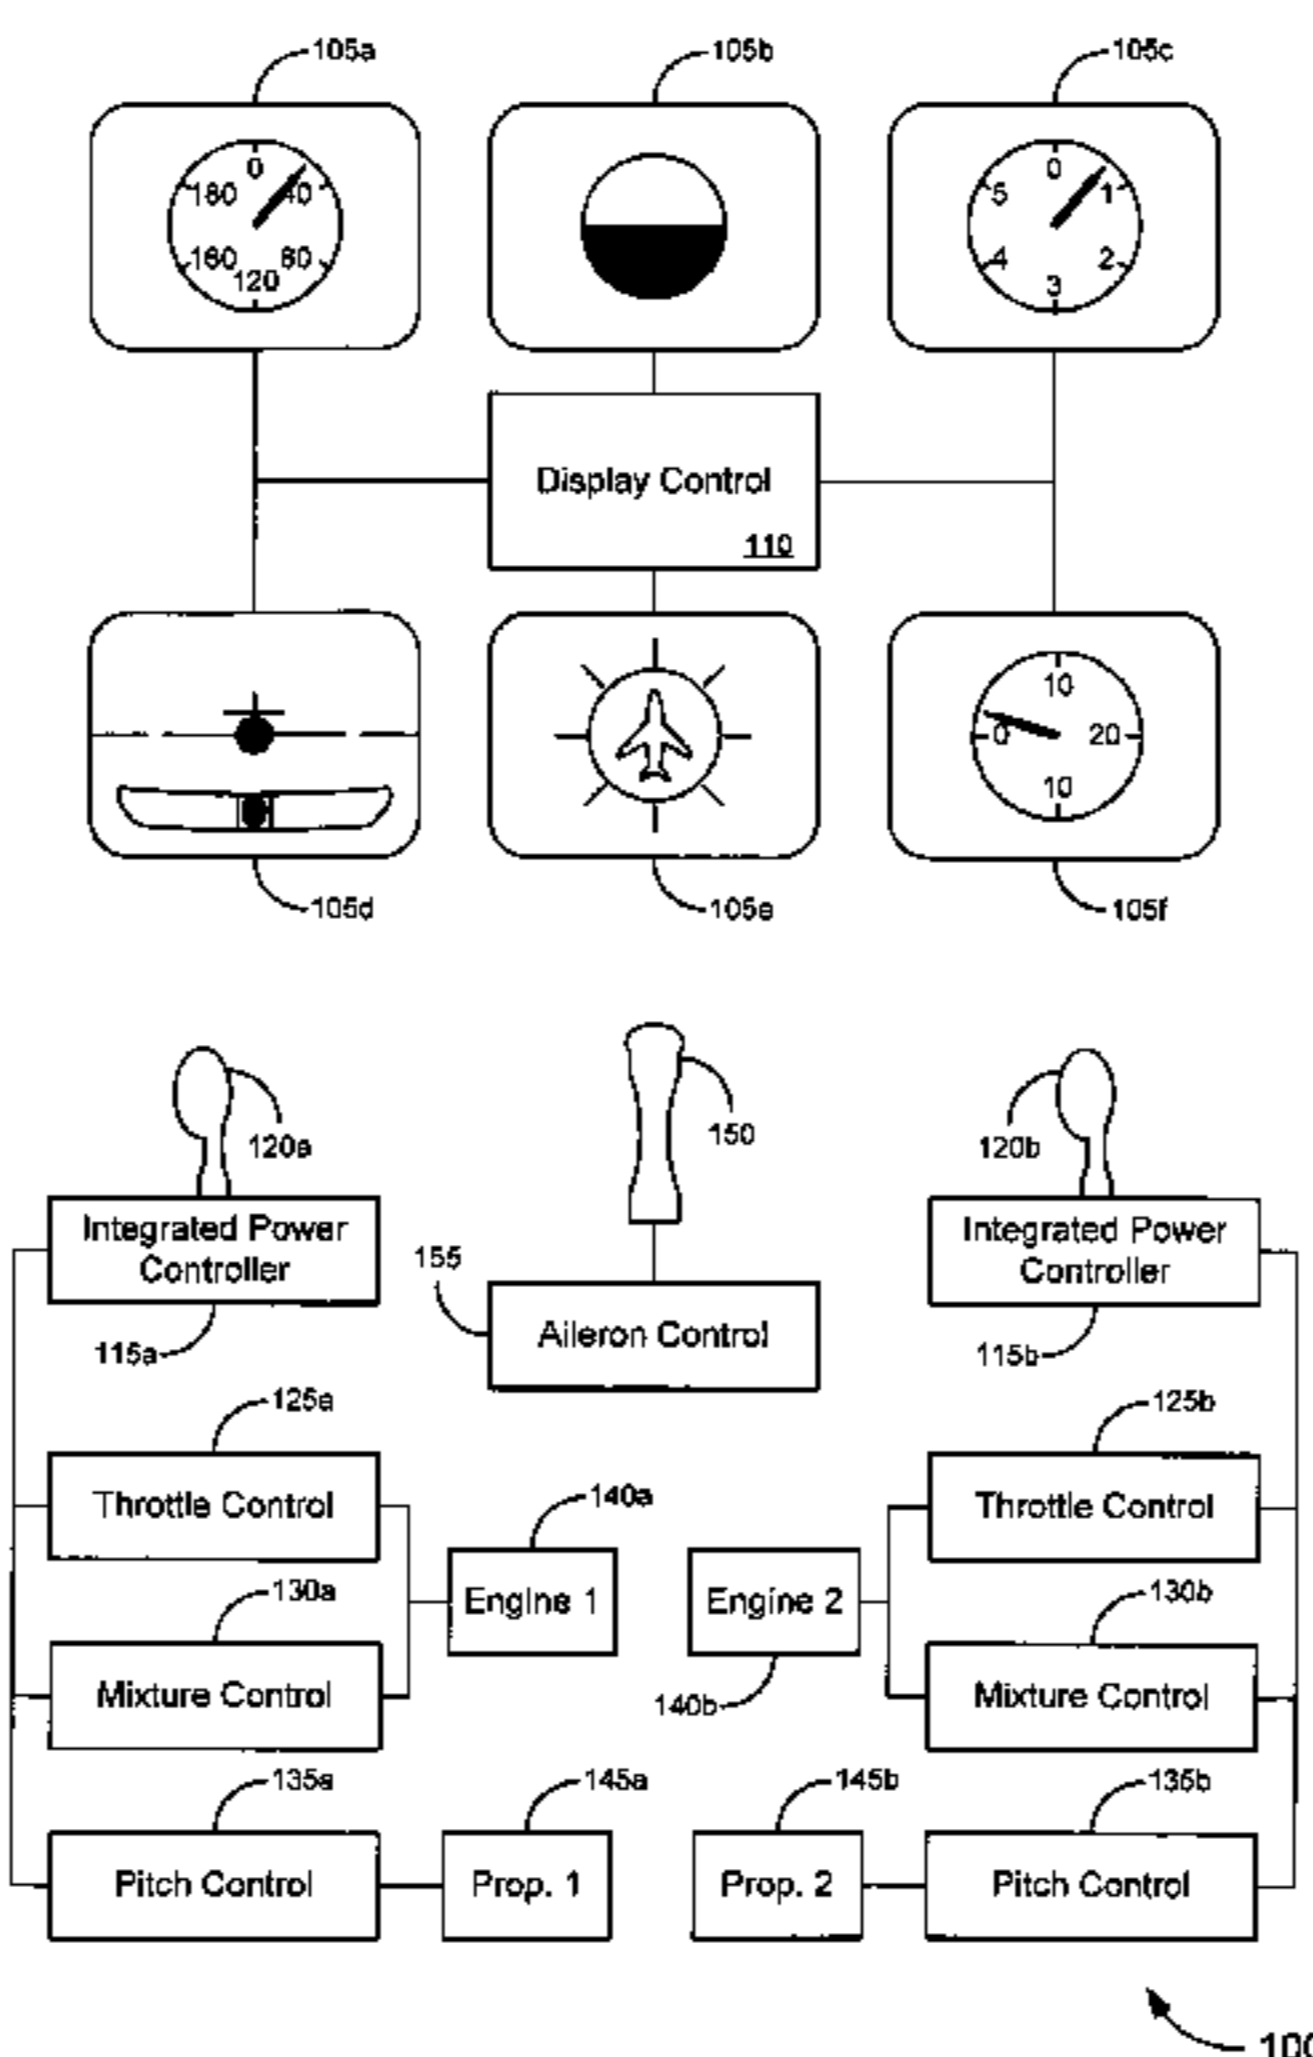 105a
105b
105c
0
180
40
160
80
120
0
5
1
4
2
3
Display Control
110
10
0
20
10
105d
105e
105f
120a
150
120b
Integrated Power
Controller
155
Integrated Power
Controller
Aileron Control
115a
115b
125a
125b
Throttle Control
140a
Throttle Control
130a
Engine 1
Engine 2
130b
Mixture Control
140b
Mixture Control
135a
145a
145b
135b
Pitch Control
Prop. 1
Prop. 2
Pitch Control